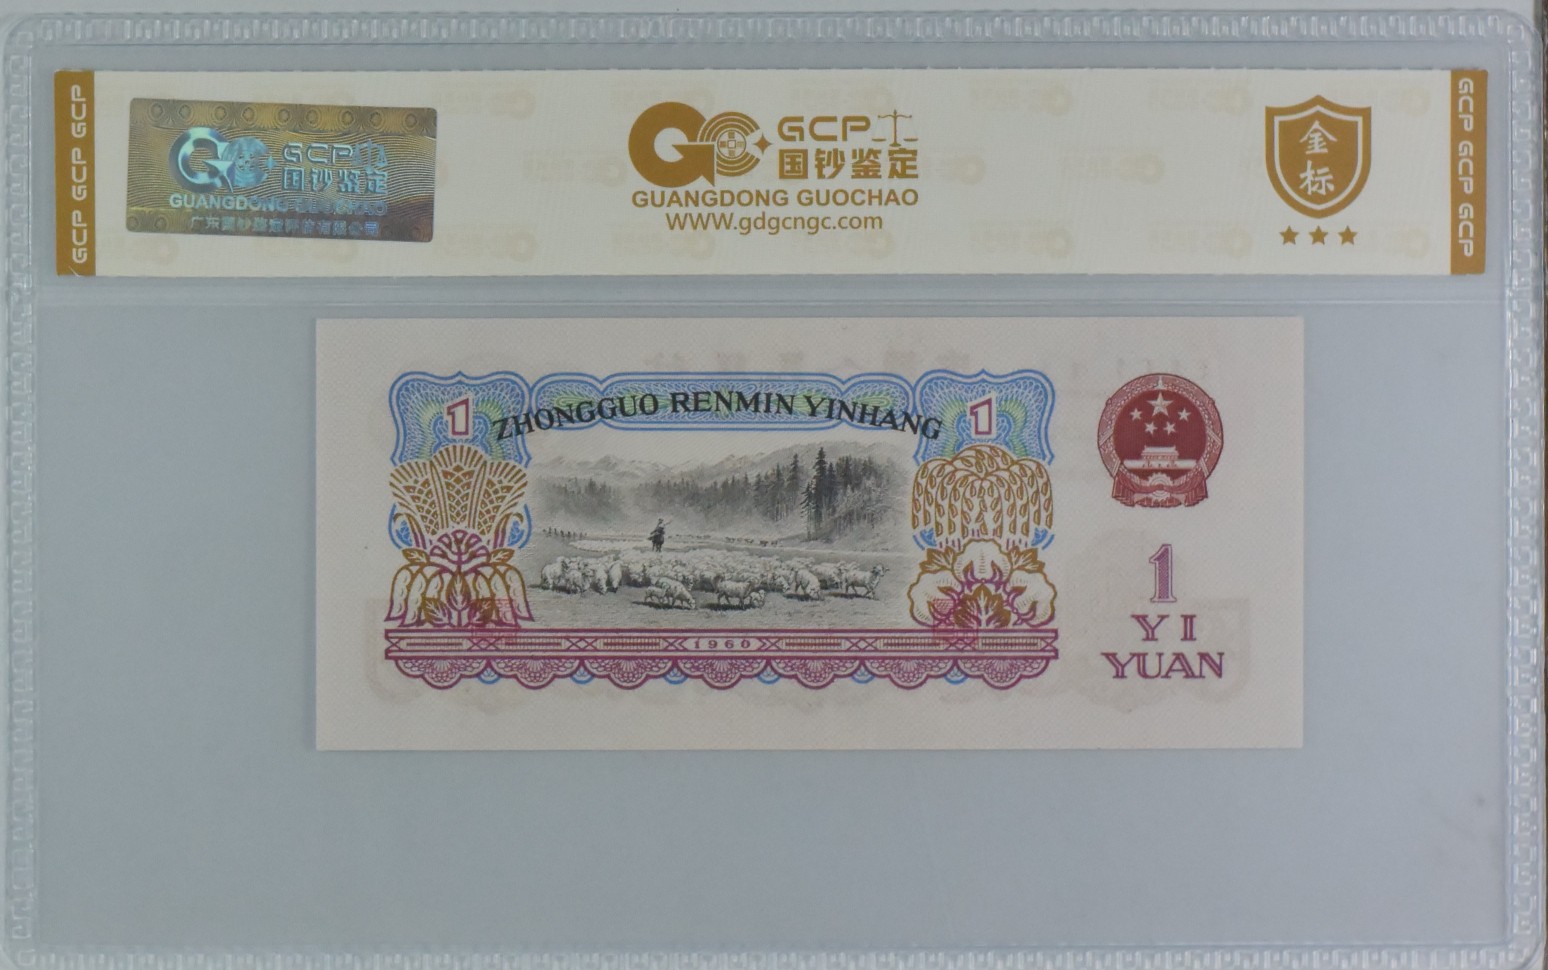 GCP GCP GCP
GCP
国钞鉴定
GUANGDONG GUOCHAO
GCP
国钞鉴定
GUANGDONG GUOCHAO
WWW.gdgcngc.com
金
标
GCP GCP GCP
1
ZHONGGUO RENMIN YINHANG
1
1960
1
YI
YUAN